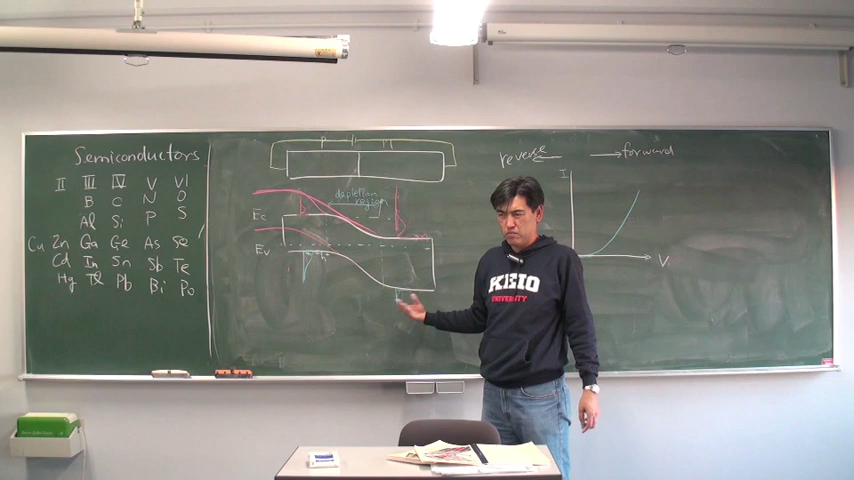 Semiconductors
II III IV V VI
B C N O
Al Si P S
Cu Zn Ga Ge As Se
Cd In Sn Sb Te
Hg Tl Pb Bi Po
p n
depletion
region
Ec
Ev
reverse forward
I
V
KEIO
UNIVERSITY